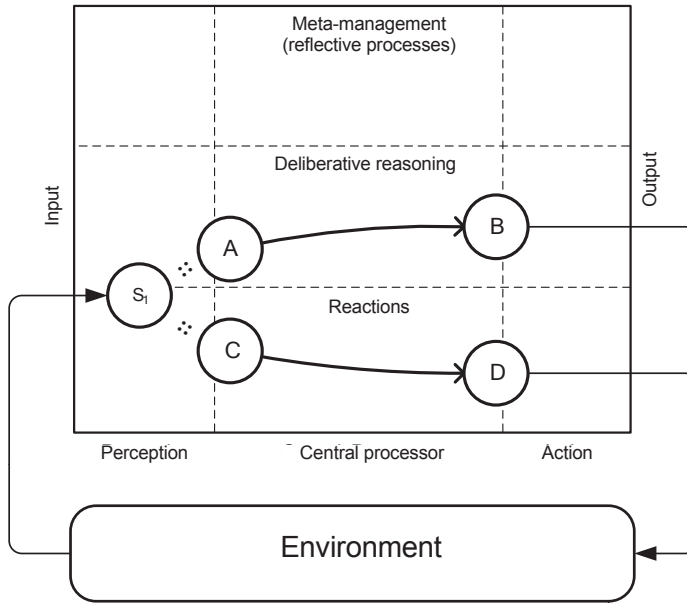 Meta-management
(reflective processes)
Deliberative reasoning
Input
Output
A
B
S1
Reactions
C
D
Perception
Central processor
Action
Environment